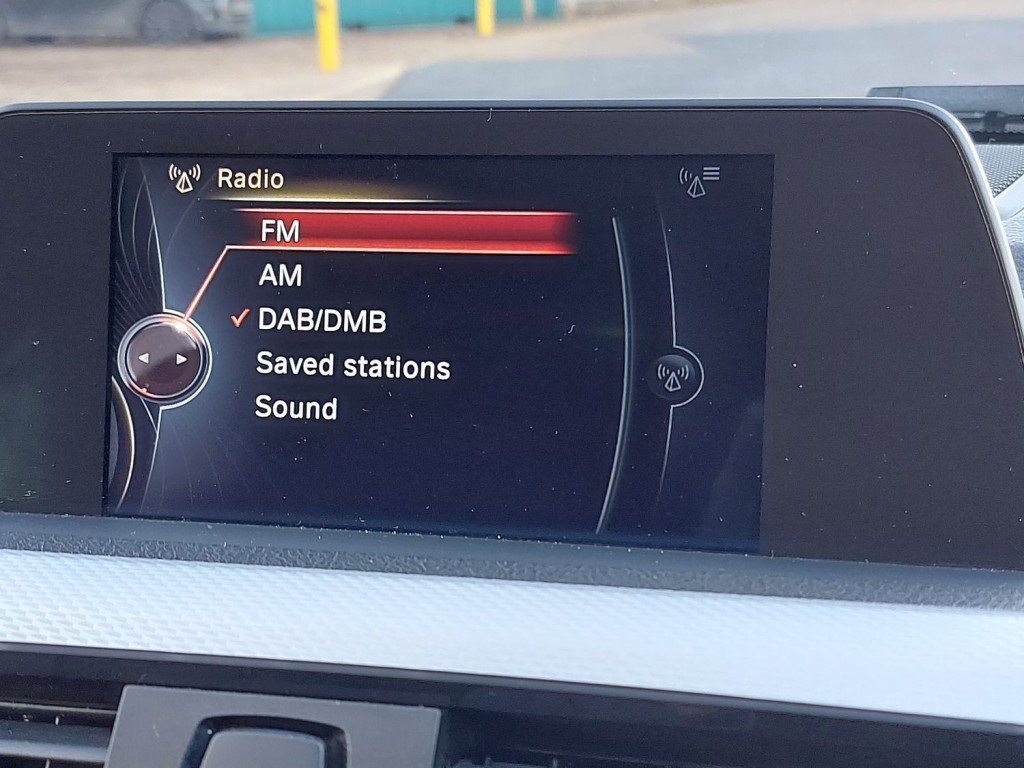 Radio
FM
AM
DAB/DMB
Saved stations
Sound